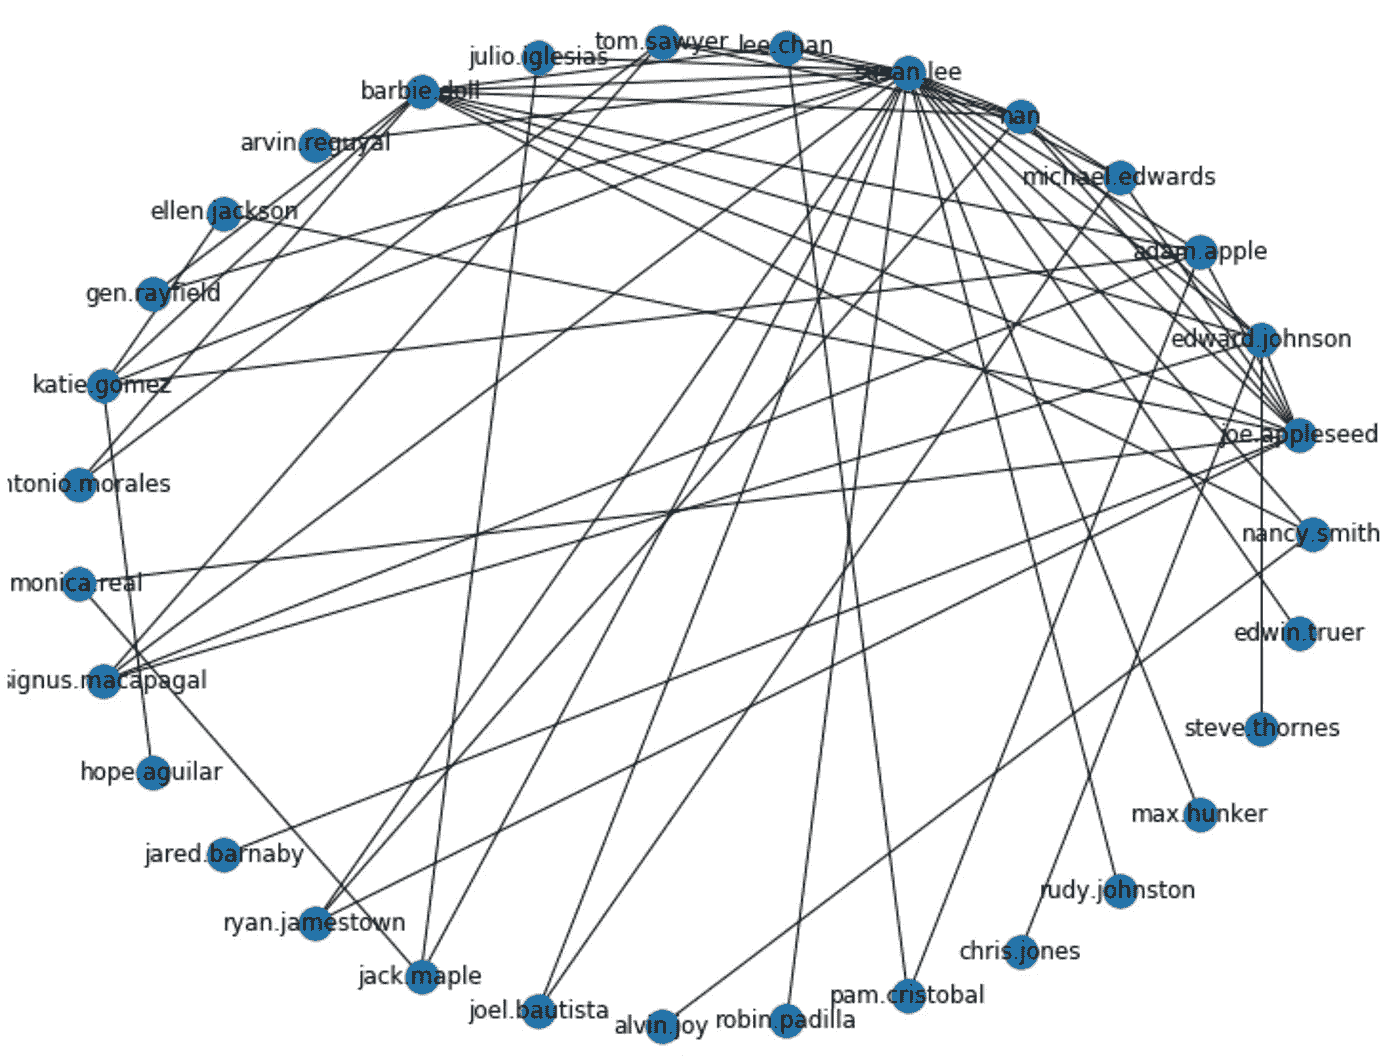 tom.sawyer
lee.chan
julio.iglesias
susan.lee
barbie.doll
nan
arvin.reguyal
michael.edwards
ellen.jackson
adam.apple
gen.rayfield
edward.johnson
katie.gomez
joe.appleseed
ntonio.morales
nancy.smith
monica.real
edwin.truer
signus.macapagal
steve.thornes
hope.aguilar
max.hunker
jared.barnaby
rudy.johnston
ryan.jamestown
chris.jones
jack.maple
pam.cristobal
joel.bautista
alvin.joy
robin.padilla